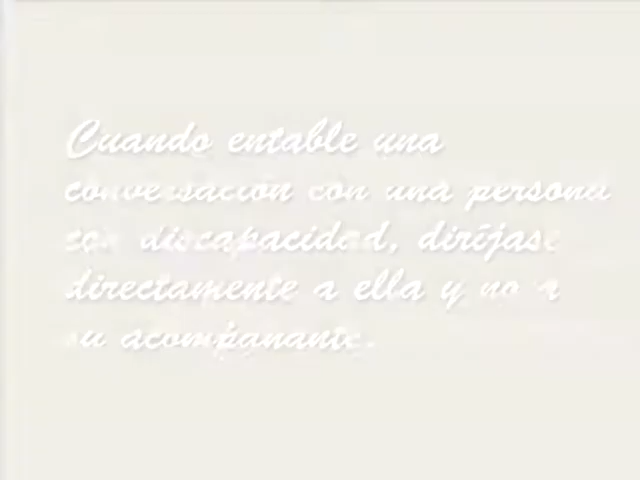 Cuando entable una
conversación con una persona
con discapacidad, diríjase
directamente a ella y no a
su acompañante.